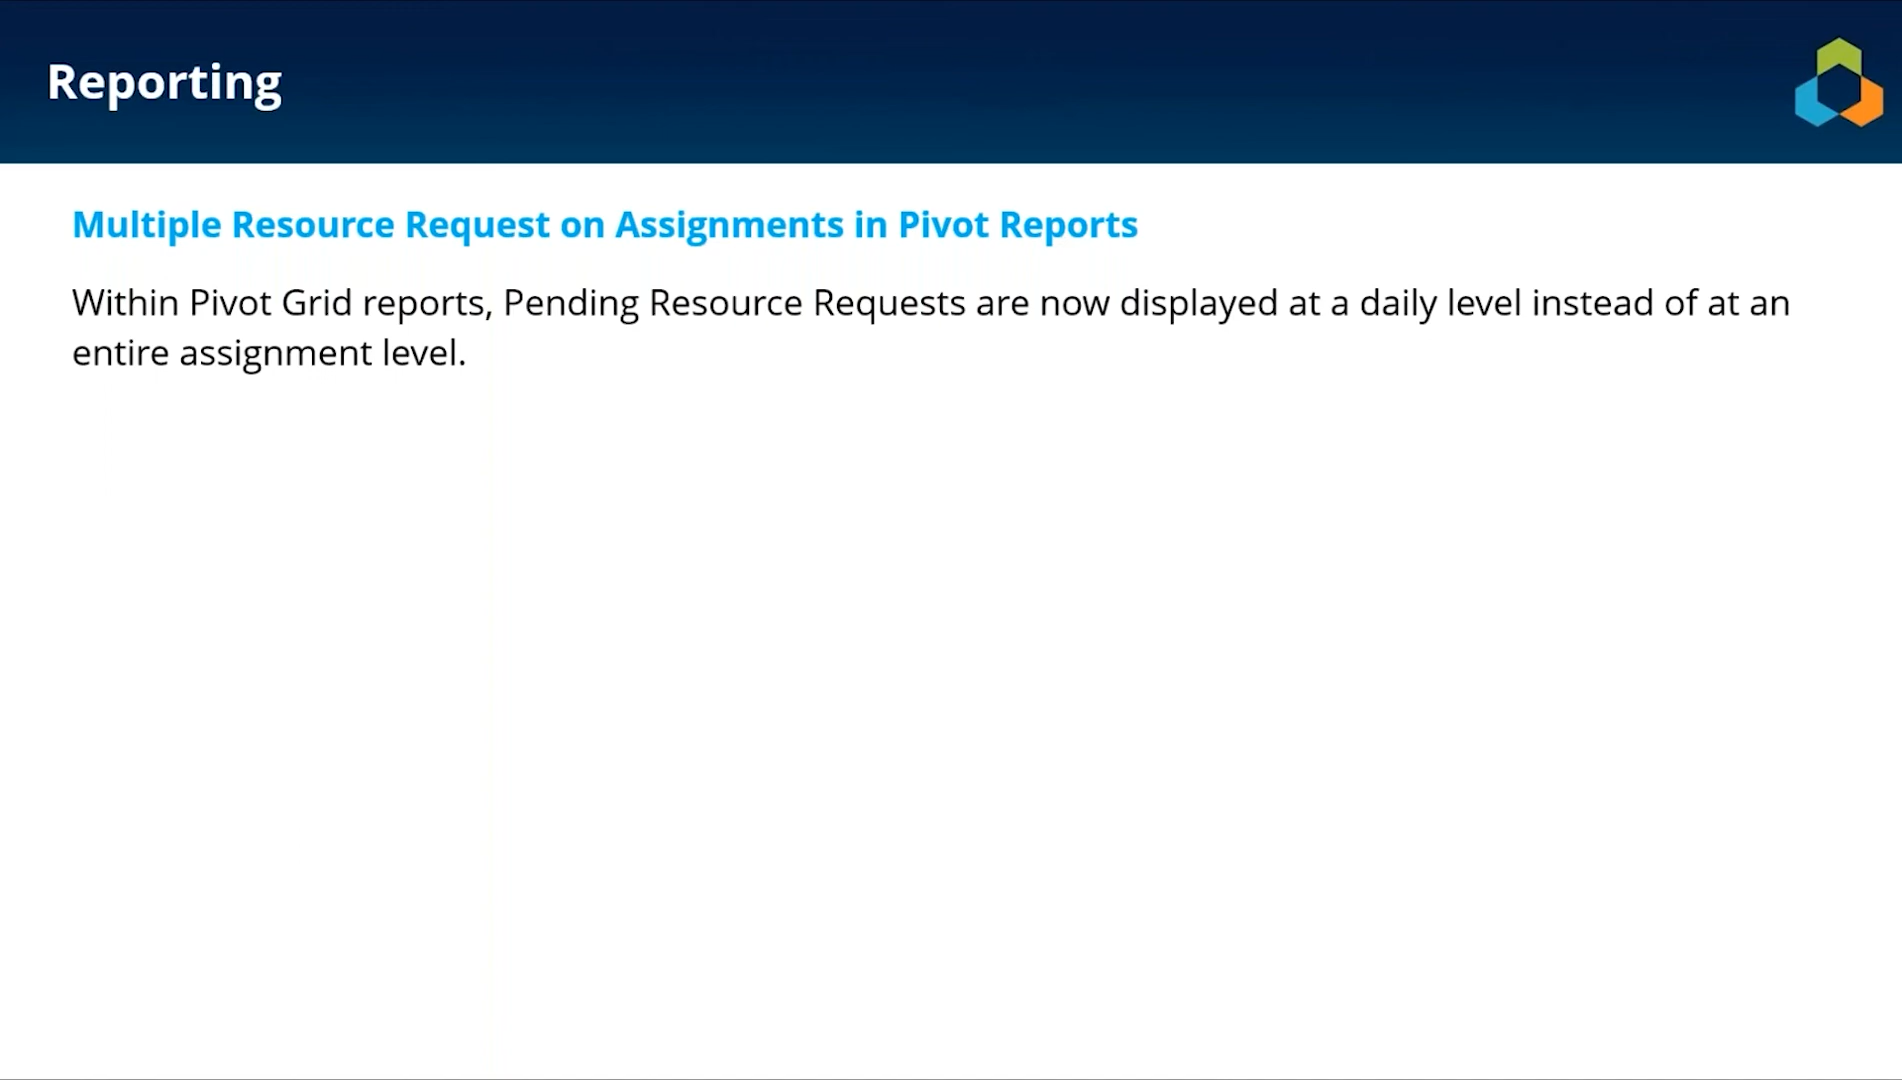 Reporting
Multiple Resource Request on Assignments in Pivot Reports
Within Pivot Grid reports, Pending Resource Requests are now displayed at a daily level instead of at an
entire assignment level.